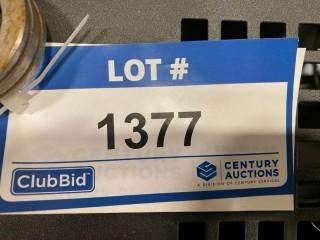 LOT #
1377
ClubBid
CENTURY
AUCTIONS
A DIVISION OF CENTURY SERVICES